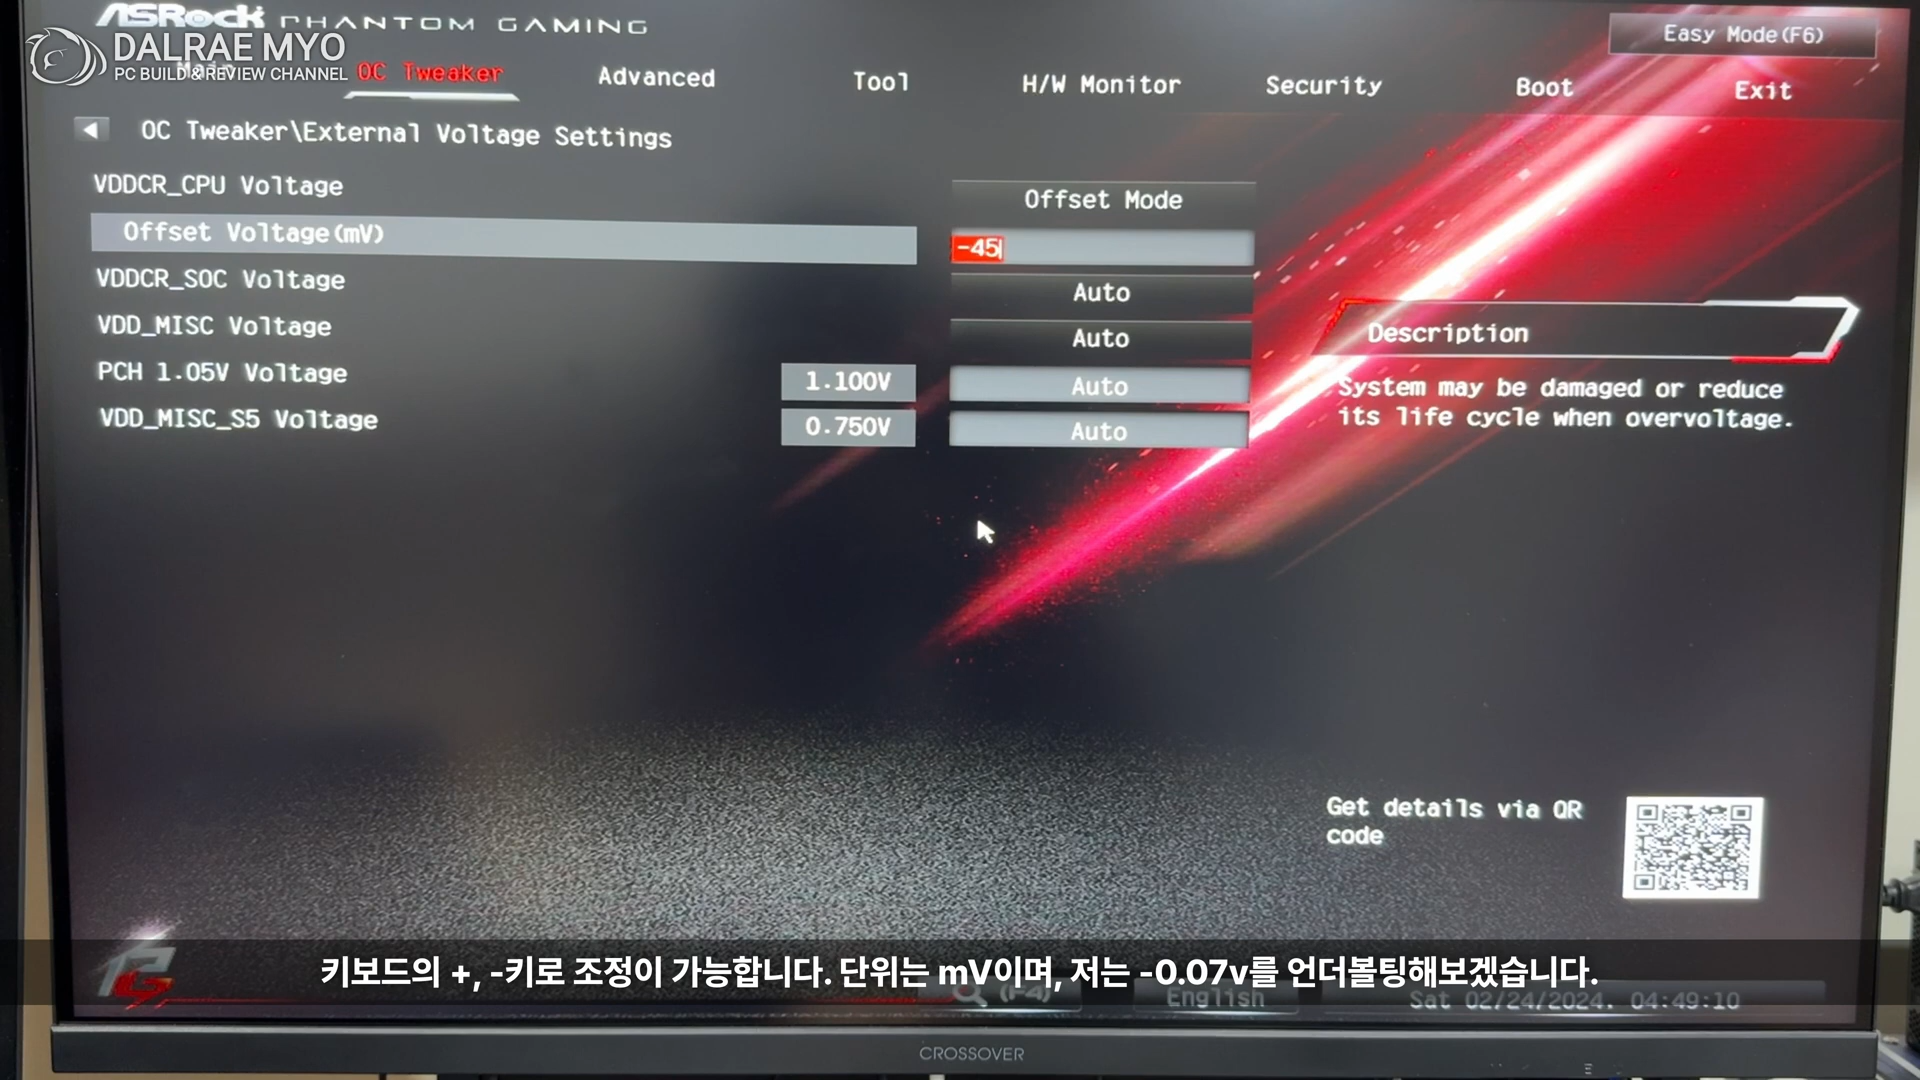 ASRock PHANTOM GAMING
Easy Mode(F6)
DALRAE MYO
PC BUILD & REVIEW CHANNEL
Main
OC Tweaker
Advanced
Tool
H/W Monitor
Security
Boot
Exit
OC Tweaker\External Voltage Settings
VDDCR_CPU Voltage
Offset Mode
Offset Voltage(mV)
-45
VDDCR_SOC Voltage
Auto
VDD_MISC Voltage
Auto
PCH 1.05V Voltage
1.100V
Auto
VDD_MISC_S5 Voltage
0.750V
Auto
Description
System may be damaged or reduce
its life cycle when overvoltage.
Get details via QR
code
키보드의 +, -키로 조정이 가능합니다. 단위는 mV이며, 저는 -0.07v를 언더볼팅해보겠습니다.
(F4)
English
Sat 02/24/2024. 04:49:10
CROSSOVER